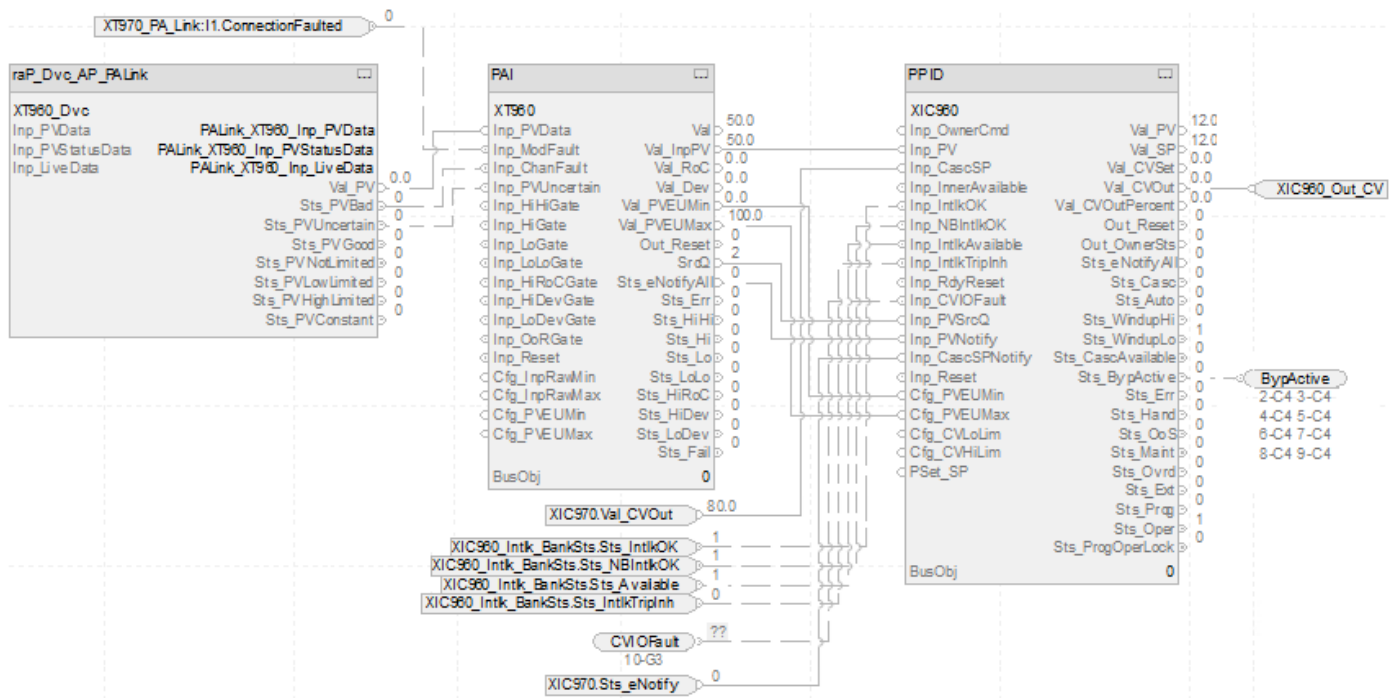 XT970_PA_Link:I1.ConnectionFaulted 0
raP_Dvc_AP_PALink
XT960_Dvc
Inp_PVData PALink_XT960_Inp_PVData
Inp_PVStatusData PALink_XT960_Inp_PVStatusData
Inp_LiveData PALink_XT960_Inp_LiveData
Val_PV 0.0
Sts_PVBad 0
Sts_PVUncertain 0
Sts_PVGood 0
Sts_PVNotLimited 0
Sts_PVLowLimited 0
Sts_PVHighLimited 0
Sts_PVConstant 0
PAI
XT960
Inp_PVData Val 50.0
Inp_ModFault Val_InpPV 50.0
Inp_ChanFault Val_RoC 0.0
Inp_PVUncertain Val_Dev 0.0
Inp_HiHiGate Val_PVEUMin 0.0
Inp_HiGate Val_PVEUMax 100.0
Inp_LoGate Out_Reset 0
Inp_LoLoGate SrcQ 2
Inp_HiRoCGate Sts_eNotifyAll 0
Inp_HiDevGate Sts_Err 0
Inp_LoDevGate Sts_HiHi 0
Inp_OoRGate Sts_Hi 0
Inp_Reset Sts_Lo 0
Cfg_InpRawMin Sts_LoLo 0
Cfg_InpRawMax Sts_HiRoC 0
Cfg_PVEUMin Sts_HiDev 0
Cfg_PVEUMax Sts_LoDev 0
Sts_Fail 0
BusObj 0
XIC970.Val_CVOut 80.0
XIC960_Intlk_BankSts.Sts_IntlkOK 1
XIC960_Intlk_BankSts.Sts_NBIntlkOK 1
XIC960_Intlk_BankSts.Sts_Available 1
XIC960_Intlk_BankSts.Sts_IntlkTripInh 0
CVIOFault ??
10-G3
XIC970.Sts_eNotify 0
PPID
XIC960
Inp_OwnerCmd Val_PV 12.0
Inp_PV Val_SP 12.0
Inp_CascSP Val_CVSet 0.0
Inp_InnerAvailable Val_CVOut 0.0
Inp_IntlkOK Val_CVOutPercent 0.0
Inp_NBIntlkOK Out_Reset 0
Inp_IntlkAvailable Out_OwnerSts 0
Inp_IntlkTripInh Sts_eNotifyAll 0
Inp_RdyReset Sts_Casc 0
Inp_CVIOFault Sts_Auto 0
Inp_PVSrcQ Sts_WindupHi 0
Inp_PVNotify Sts_WindupLo 1
Inp_CascSPNotify Sts_CascAvailable 0
Inp_Reset Sts_BypActive 0
Cfg_PVEUMin Sts_Err 0
Cfg_PVEUMax Sts_Hand 0
Cfg_CVLoLim Sts_OoS 0
Cfg_CVHiLim Sts_Maint 0
PSet_SP Sts_Ovrd 0
Sts_Ext 0
Sts_Prog 0
Sts_Oper 1
Sts_ProgOperLock 0
BusObj 0
XIC960_Out_CV
BypActive
2-C4 3-C4
4-C4 5-C4
6-C4 7-C4
8-C4 9-C4